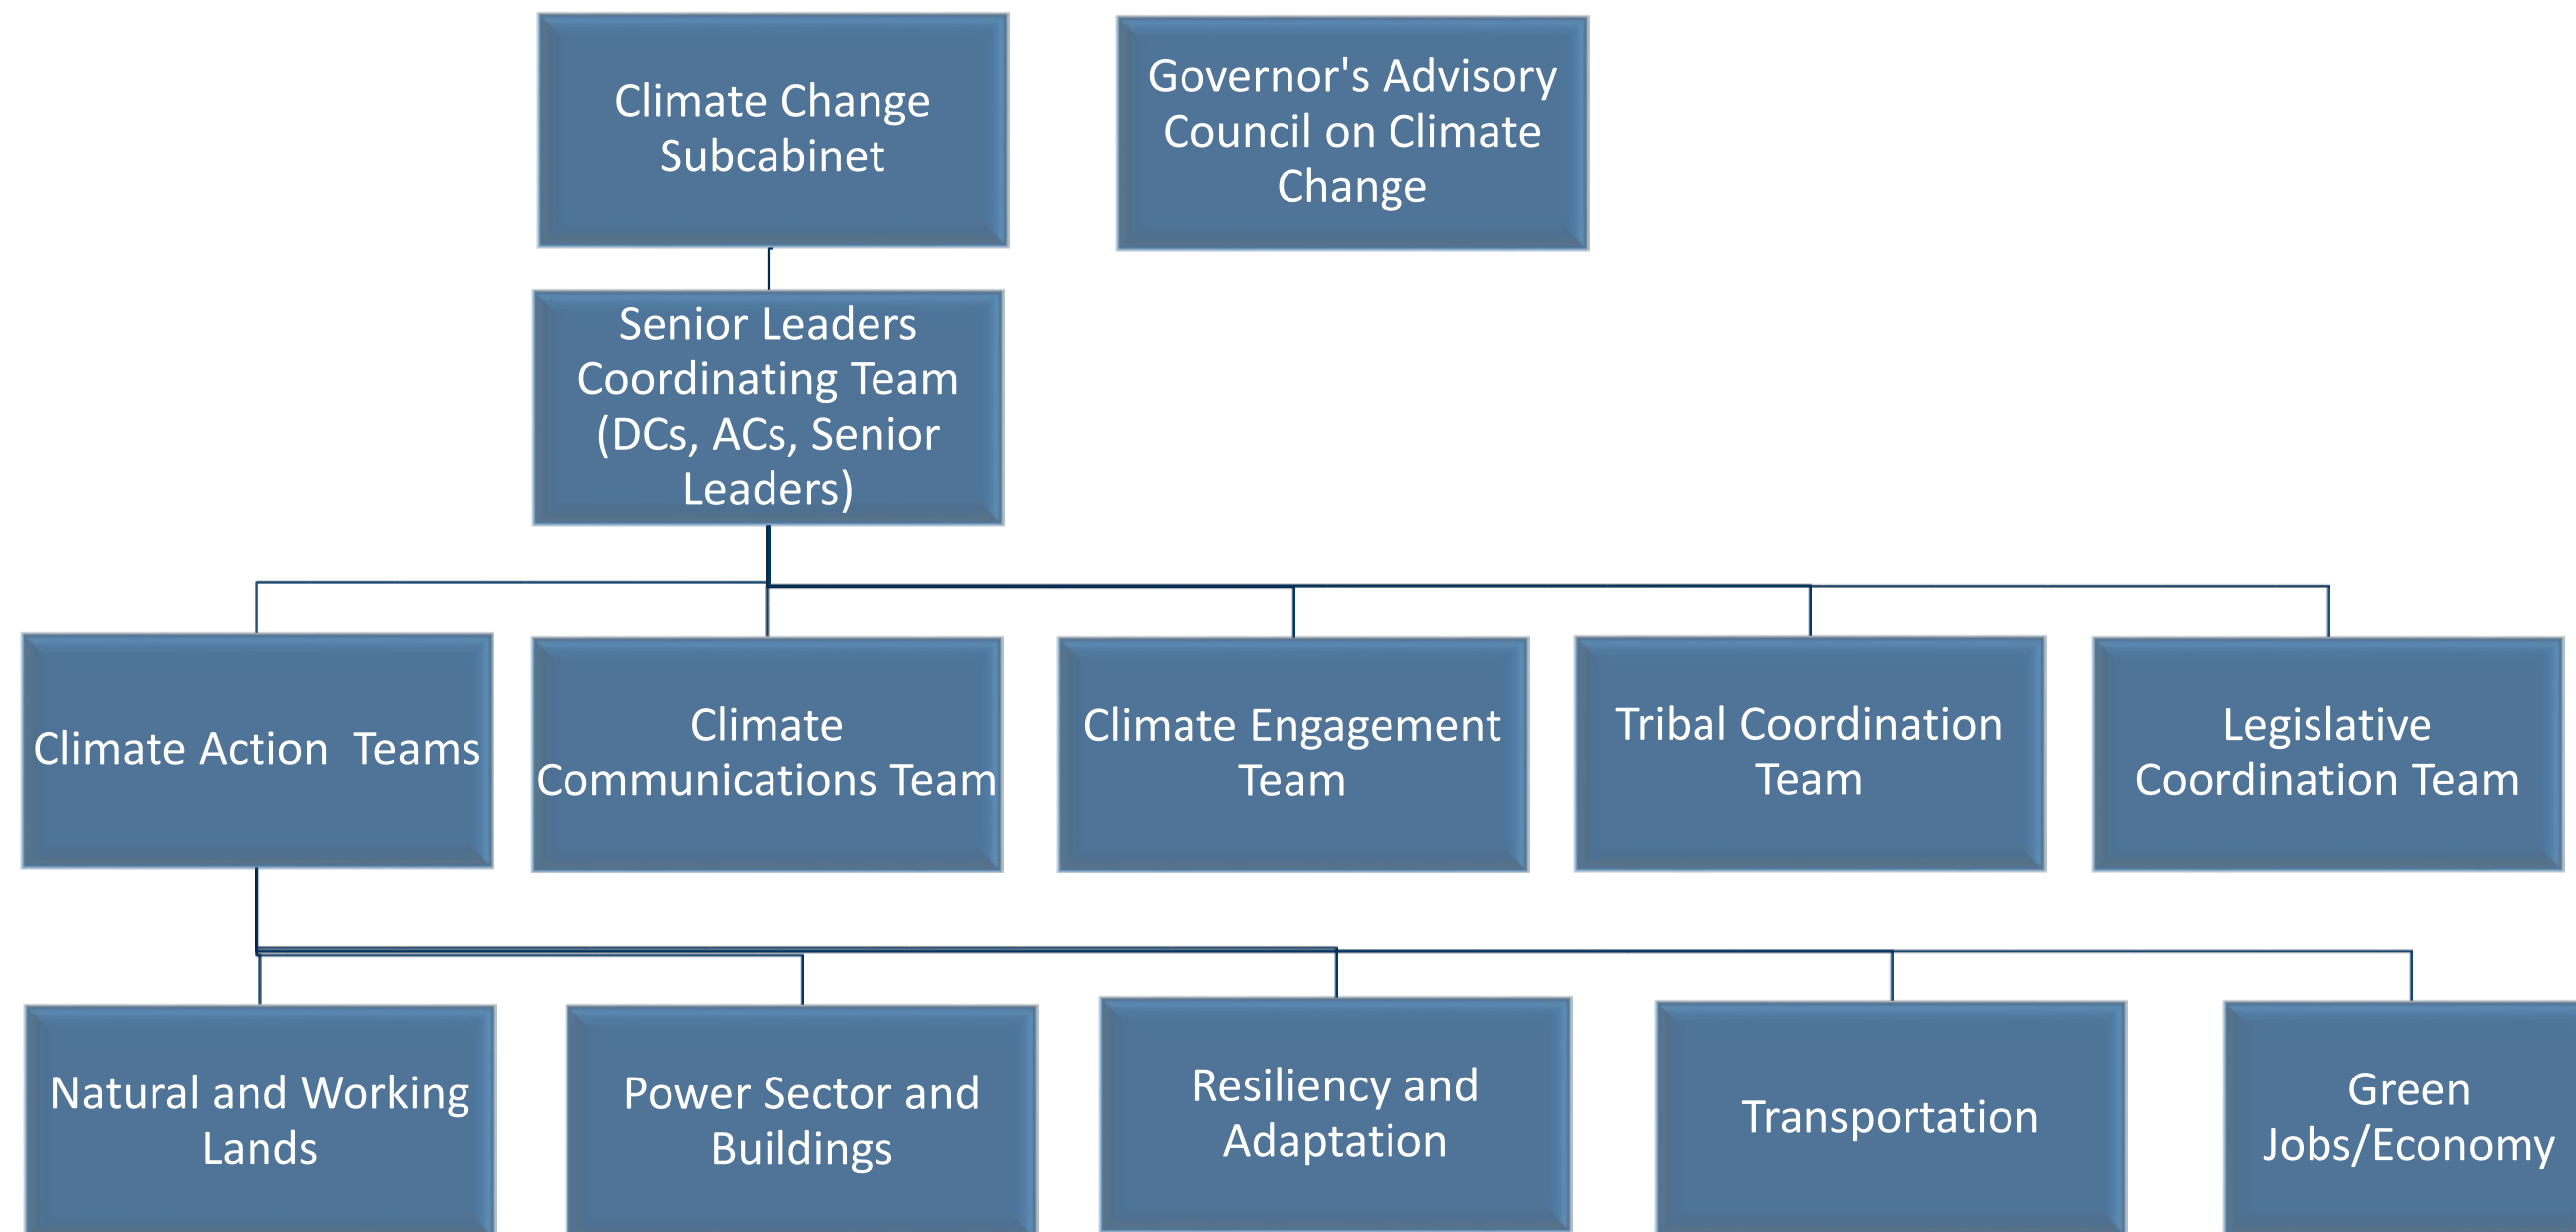 Climate Change
Subcabinet
Governor's Advisory
Council on Climate
Change
Senior Leaders
Coordinating Team
(DCs, ACs, Senior
Leaders)
Climate Action  Teams
Climate
Communications Team
Climate Engagement
Team
Tribal Coordination
Team
Legislative
Coordination Team
Natural and Working
Lands
Power Sector and
Buildings
Resiliency and
Adaptation
Transportation
Green
Jobs/Economy